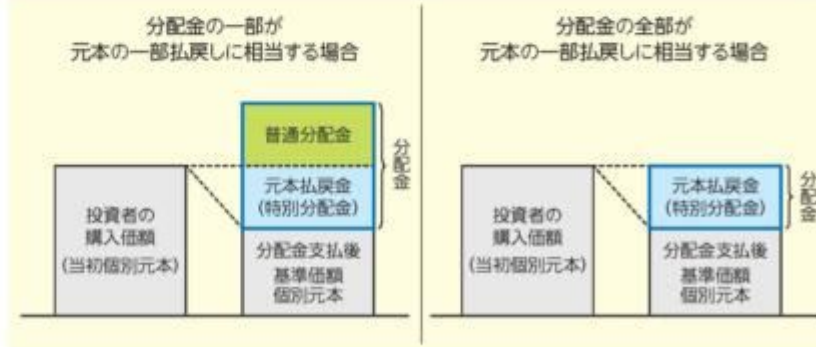 分配金の一部が
元本の一部払戻しに相当する場合
普通分配金
元本払戻金
(特別分配金)
分配金
投資者の
購入価額
(当初個別元本)
分配金支払後
基準価額
個別元本
分配金の全部が
元本の一部払戻しに相当する場合
元本払戻金
(特別分配金)
分配金
投資者の
購入価額
(当初個別元本)
分配金支払後
基準価額
個別元本